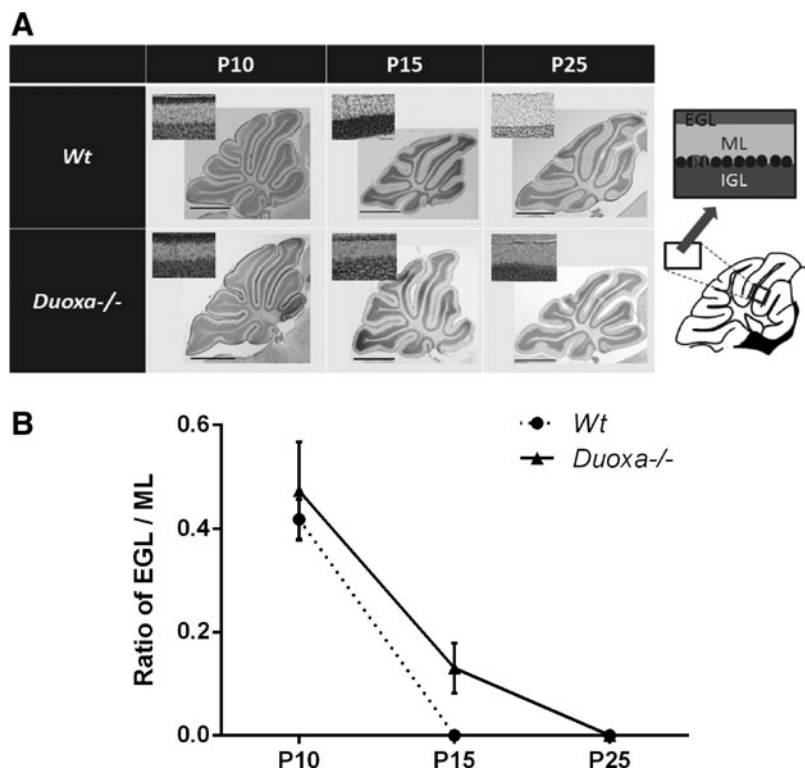 A
P10 P15 P25
Wt
Duoxa-/-
EGL
ML
PL
IGL
B
Wt
Duoxa-/-
Ratio of EGL / ML
0.6
0.4
0.2
0.0
P10 P15 P25